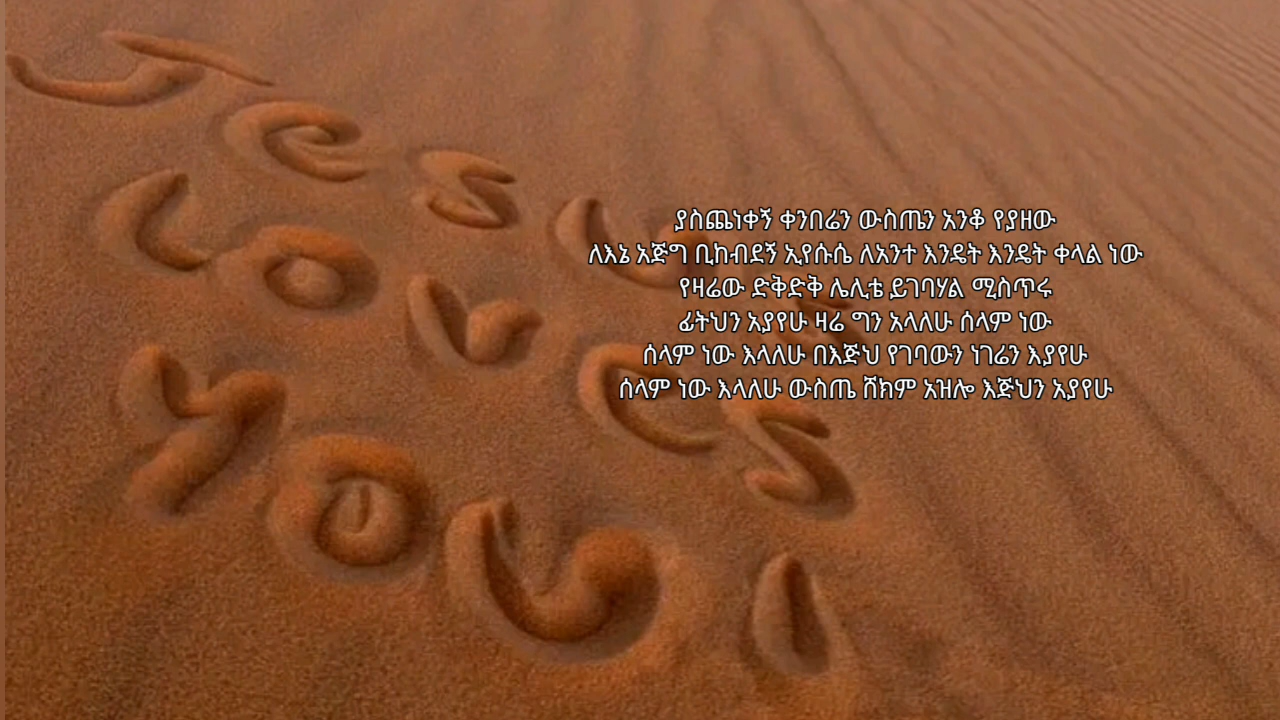 Jesus
Loves
You!
ያስጨነቀኝ ቀንበሬን ውስጤን አንቆ የያዘው
ለእኔ አጅግ ቢከብደኝ ኢየሱሴ ለአንተ እንዴት እንዴት ቀላል ነው
የዛሬው ድቅድቅ ሌሊቴ ይገባሃል ሚስጥሩ
ፊትህን አያየሁ ዛሬ ግን አላለሁ ሰላም ነው
ሰላም ነው እላለሁ በእጅህ የገባውን ነገሬን እያየሁ
ሰላም ነው እላለሁ ውስጤ ሸክም አዝሎ እጅህን አያየሁ